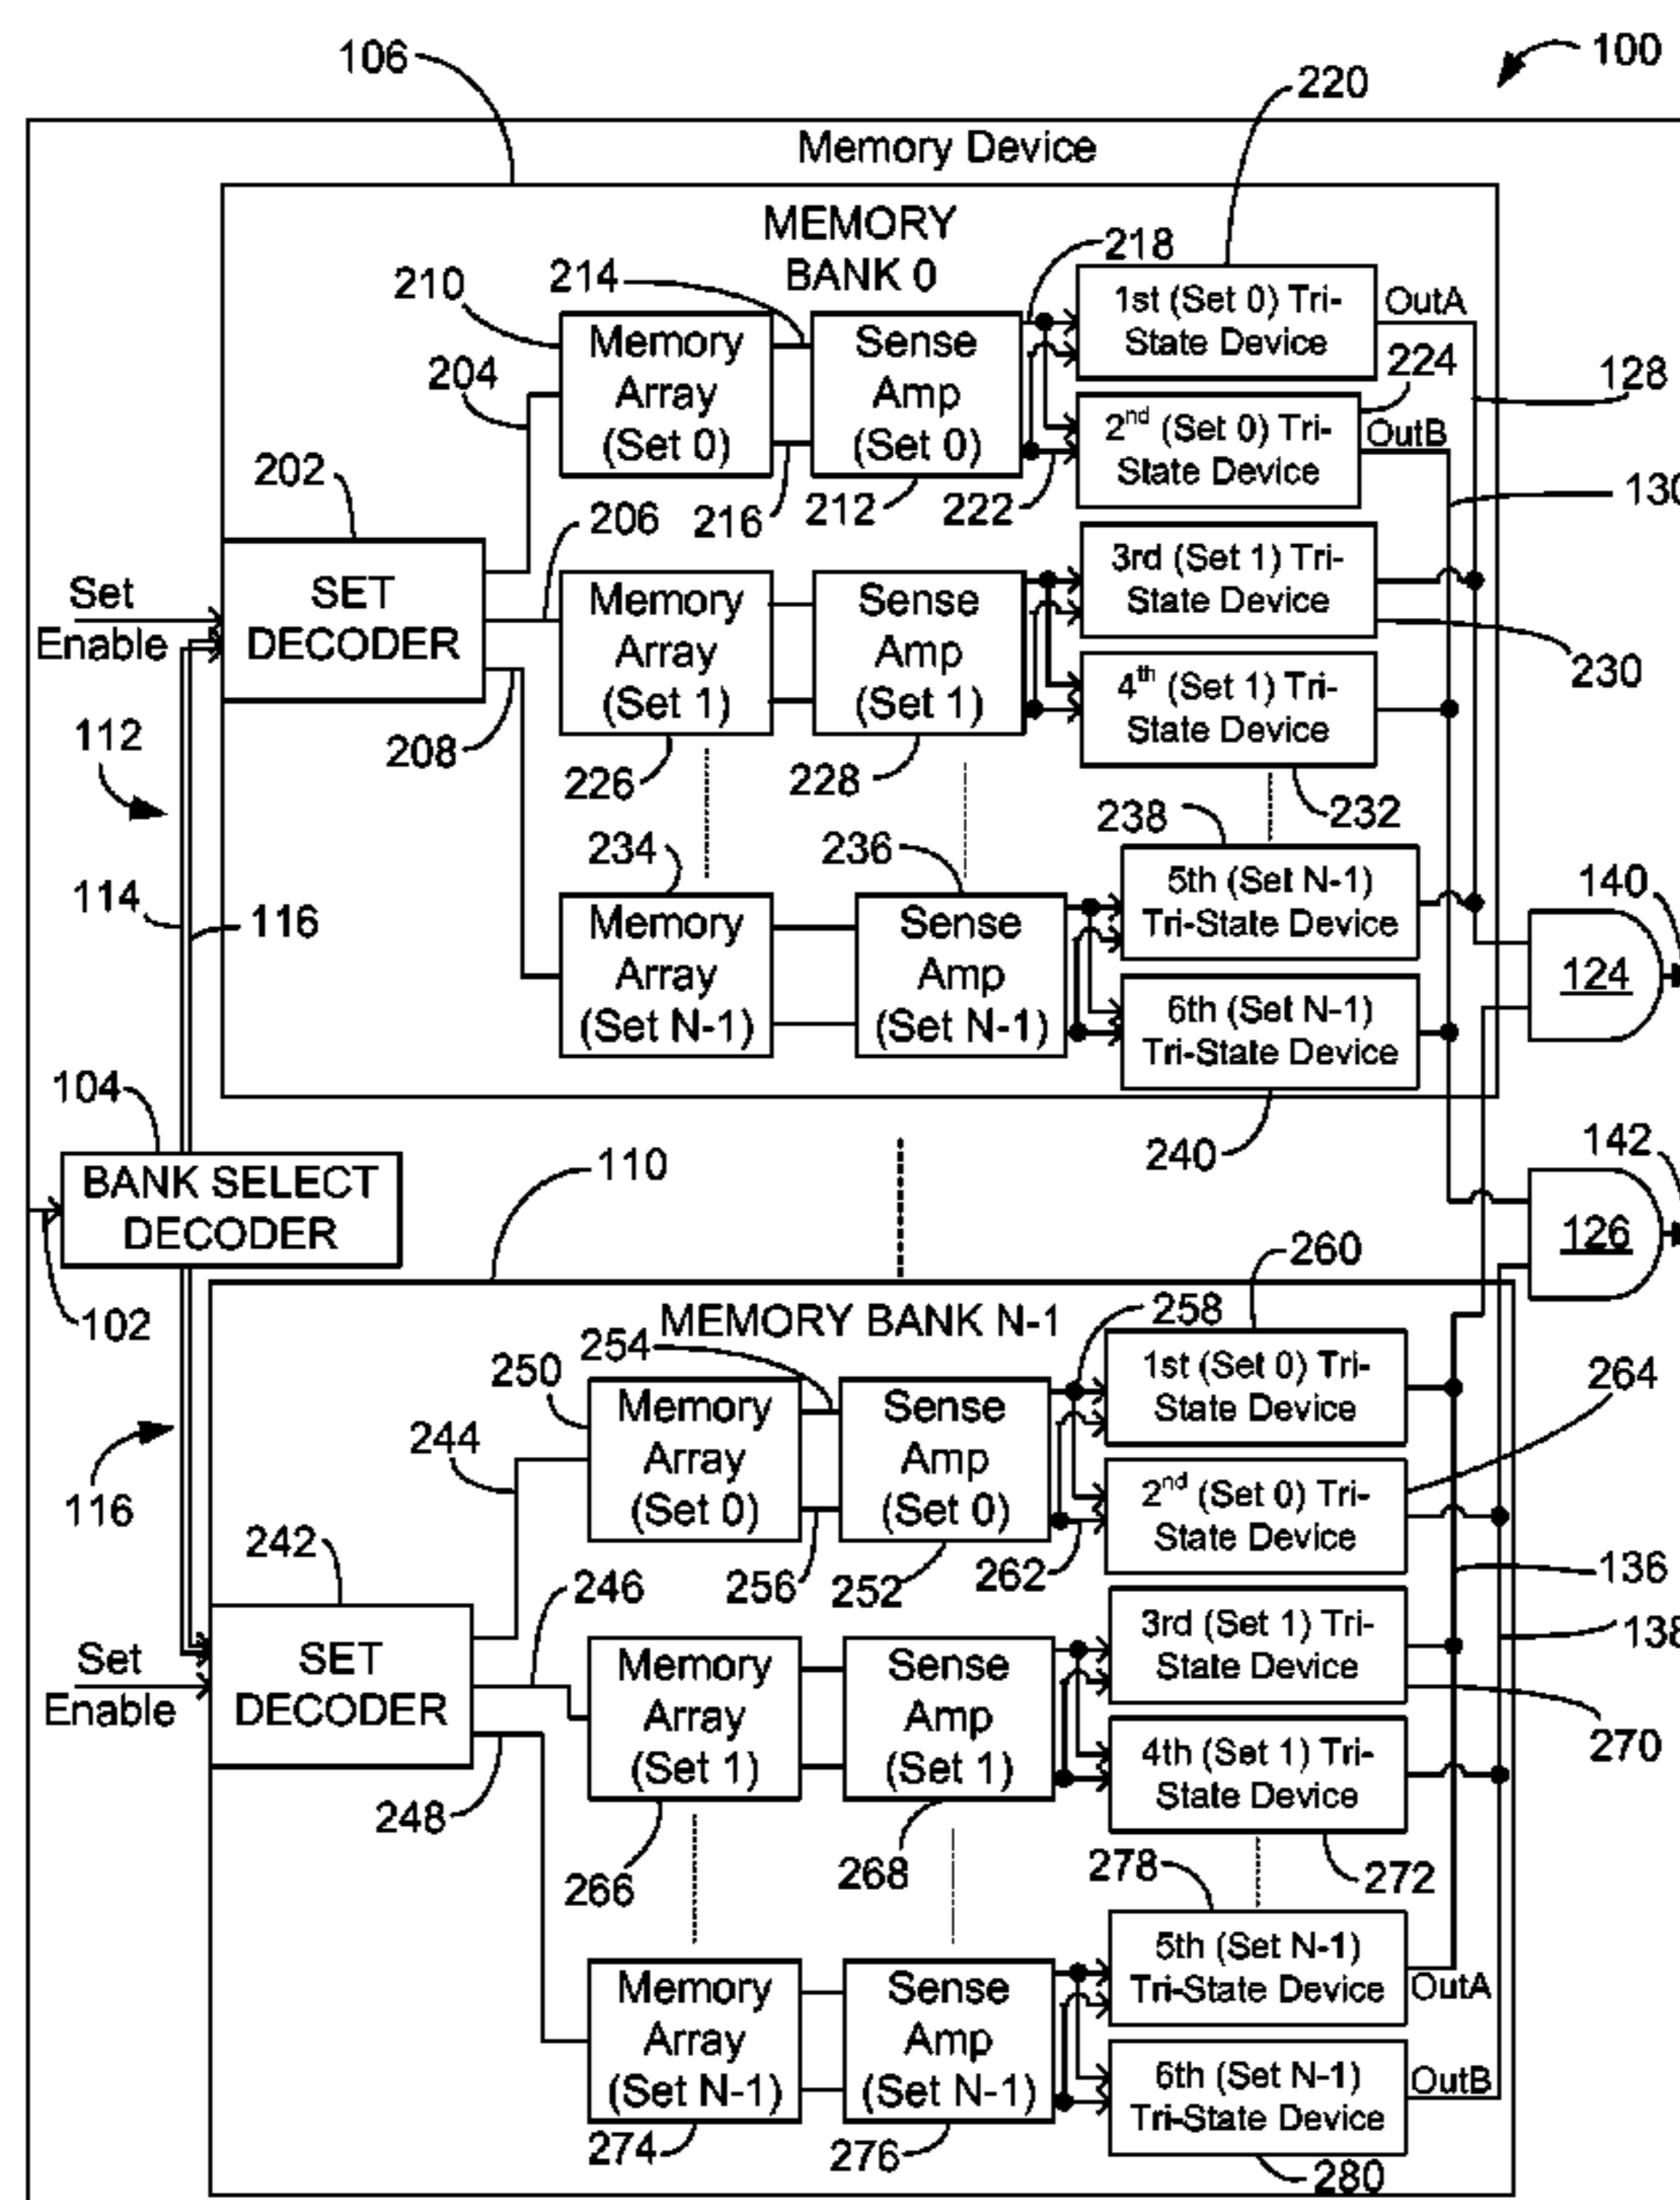 100
106
220
Memory Device
MEMORY
BANK 0
218
210
214
1st (Set 0) Tri-
State Device
OutA
Memory
Array
(Set 0)
Sense
Amp
(Set 0)
204
224
128
2nd (Set 0) Tri-
State Device
OutB
202
206
216
212
222
130
Set
Enable
SET
DECODER
Memory
Array
(Set 1)
Sense
Amp
(Set 1)
3rd (Set 1) Tri-
State Device
230
4th (Set 1) Tri-
State Device
112
208
226
228
238
232
234
236
114
116
Memory
Array
(Set N-1)
Sense
Amp
(Set N-1)
5th (Set N-1)
Tri-State Device
140
124
6th (Set N-1)
Tri-State Device
104
240
142
110
BANK SELECT
DECODER
126
260
102
MEMORY BANK N-1
258
254
250
1st (Set 0) Tri-
State Device
264
Memory
Array
(Set 0)
Sense
Amp
(Set 0)
244
116
2nd (Set 0) Tri-
State Device
242
246
256
252
262
136
138
Set
Enable
SET
DECODER
Memory
Array
(Set 1)
Sense
Amp
(Set 1)
3rd (Set 1) Tri-
State Device
270
4th (Set 1) Tri-
State Device
248
266
268
278
272
Memory
Array
(Set N-1)
Sense
Amp
(Set N-1)
5th (Set N-1)
Tri-State Device
OutA
6th (Set N-1)
Tri-State Device
OutB
274
276
280